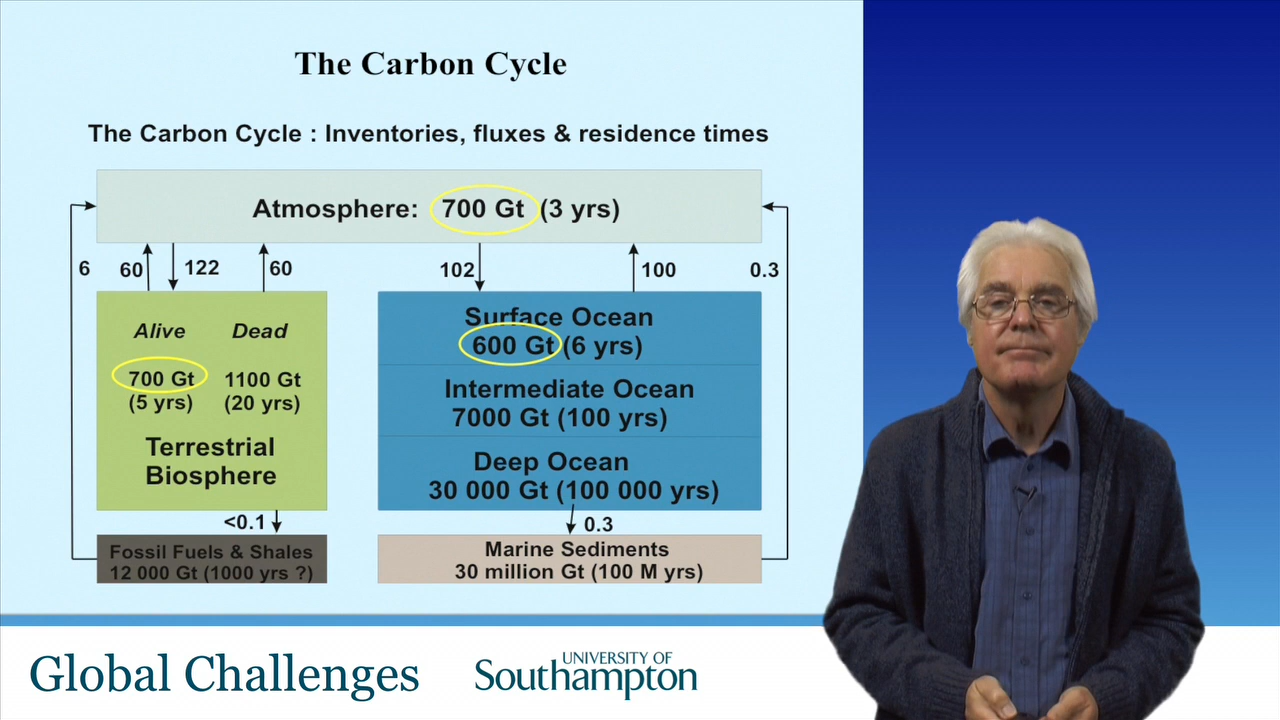 The Carbon Cycle
The Carbon Cycle : Inventories, fluxes & residence times
Atmosphere: 700 Gt (3 yrs)
6
60
122
60
102
100
0.3
Alive
Dead
700 Gt
(5 yrs)
1100 Gt
(20 yrs)
Terrestrial
Biosphere
Surface Ocean
600 Gt (6 yrs)
Intermediate Ocean
7000 Gt (100 yrs)
Deep Ocean
30 000 Gt (100 000 yrs)
<0.1
0.3
Fossil Fuels & Shales
12 000 Gt (1000 yrs ?)
Marine Sediments
30 million Gt (100 M yrs)
Global Challenges
UNIVERSITY OF
Southampton